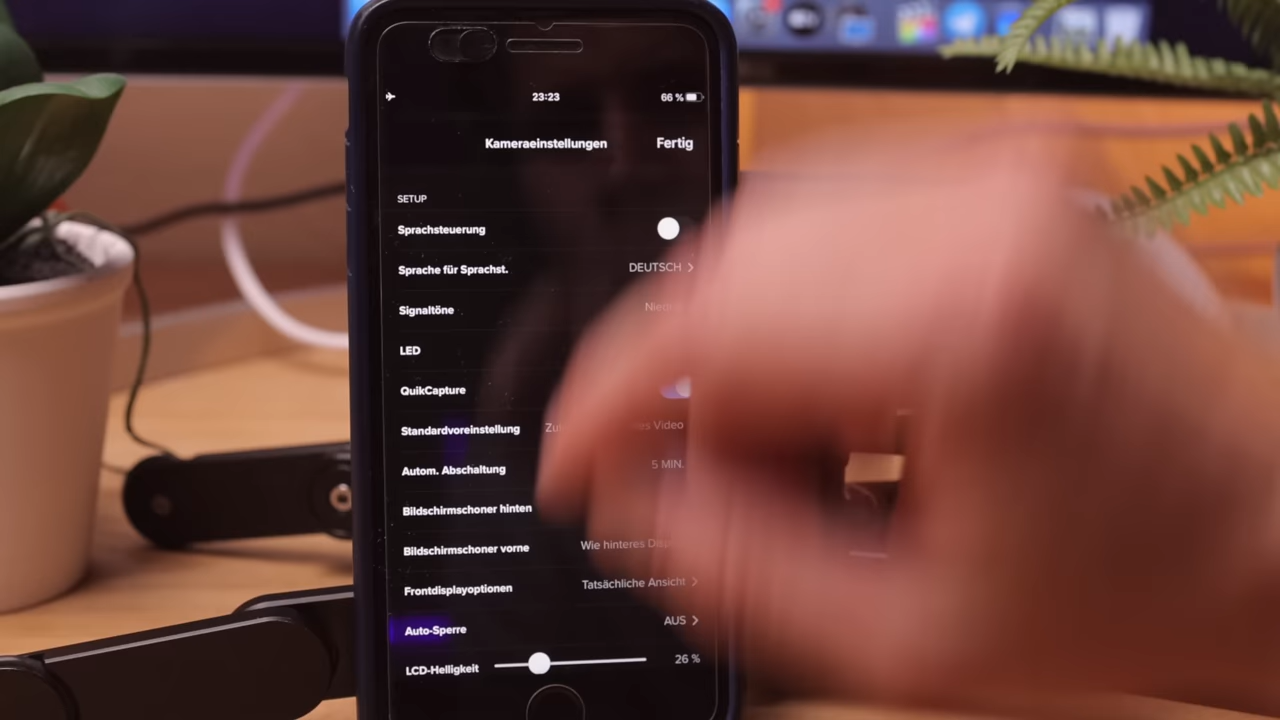 23:23 66 %
Kameraeinstellungen Fertig
SETUP
Sprachsteuerung
Sprache für Sprachst. DEUTSCH
Signaltöne
LED
QuikCapture
Standardvoreinstellung Video
Autom. Abschaltung 5 MIN.
Bildschirmschoner hinten
Bildschirmschoner vorne Wie hinteres
Frontdisplayoptionen Tatsächliche Ansicht
Auto-Sperre AUS
LCD-Helligkeit 26 %